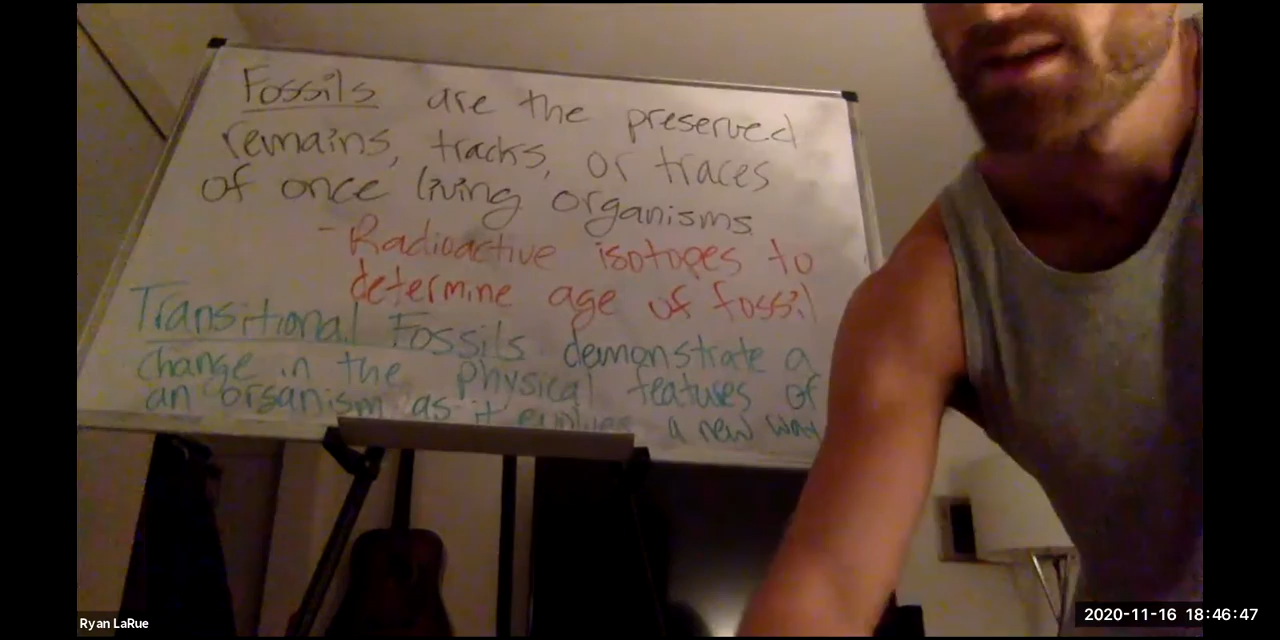 Fossils are the preserved
remains, tracks, or traces
of once living organisms.
- Radioactive isotopes to
determine age of fossil
Transitional Fossils demonstrate a
change in the physical features of
an organism as it evolves a new way
Ryan LaRue
2020-11-16 18:46:47